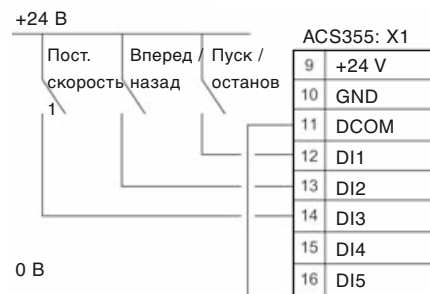 +24 В
Пост.
скорость
1
Вперед /
назад
Пуск /
останов
ACS355: X1
9 +24 V
10 GND
11 DCOM
12 DI1
13 DI2
14 DI3
15 DI4
16 DI5
0 В